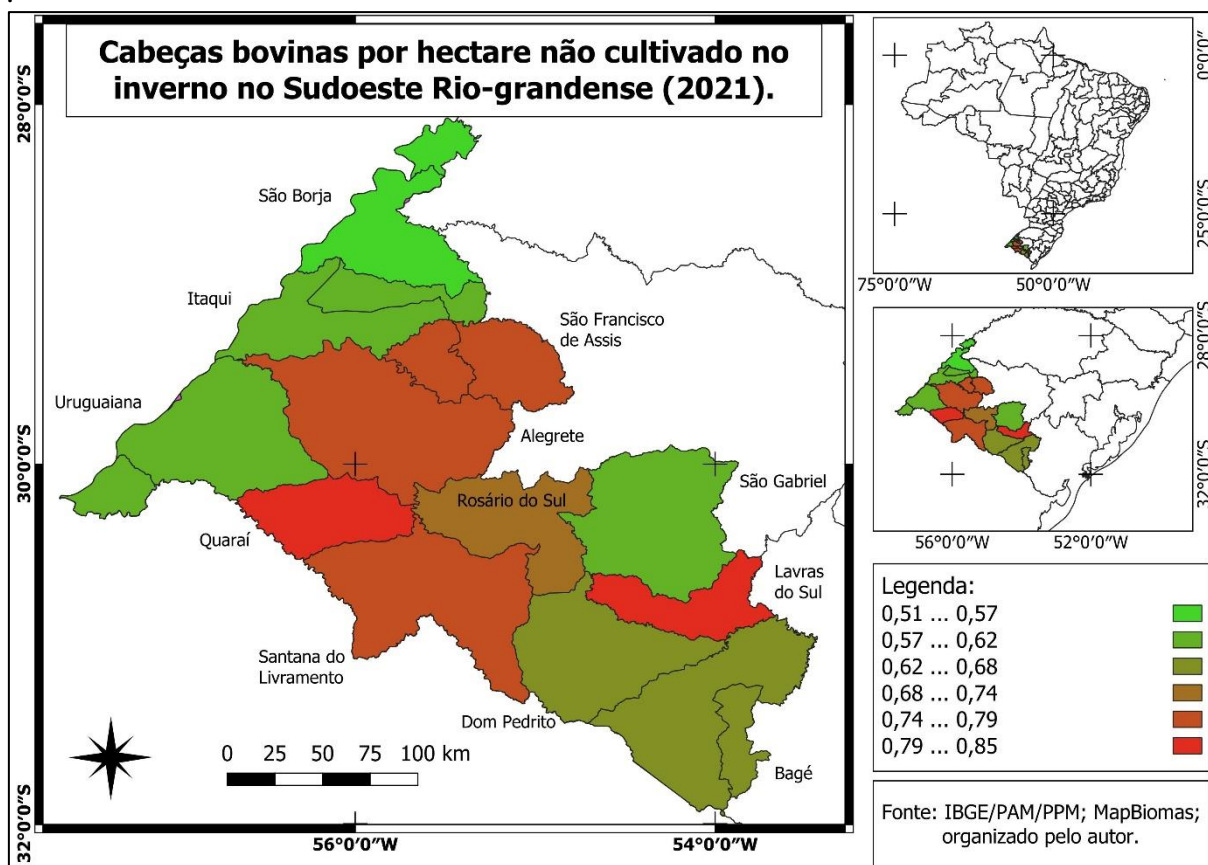 Cabeças bovinas por hectare não cultivado no
inverno no Sudoeste Rio-grandense (2021).
28°0'0"S
30°0'0"S
32°0'0"S
56°0'0"W
54°0'0"W
São Borja
Itaqui
São Francisco
de Assis
Uruguaiana
Alegrete
São Gabriel
Rosário do Sul
Quaraí
Lavras
do Sul
Santana do
Livramento
Dom Pedrito
Bagé
0 25 50 75 100 km
0°0'0"
25°0'0"S
75°0'0"W
50°0'0"W
28°0'0"S
32°0'0"S
56°0'0"W
52°0'0"W
Legenda:
0,51 ... 0,57
0,57 ... 0,62
0,62 ... 0,68
0,68 ... 0,74
0,74 ... 0,79
0,79 ... 0,85
Fonte: IBGE/PAM/PPM; MapBiomas;
organizado pelo autor.